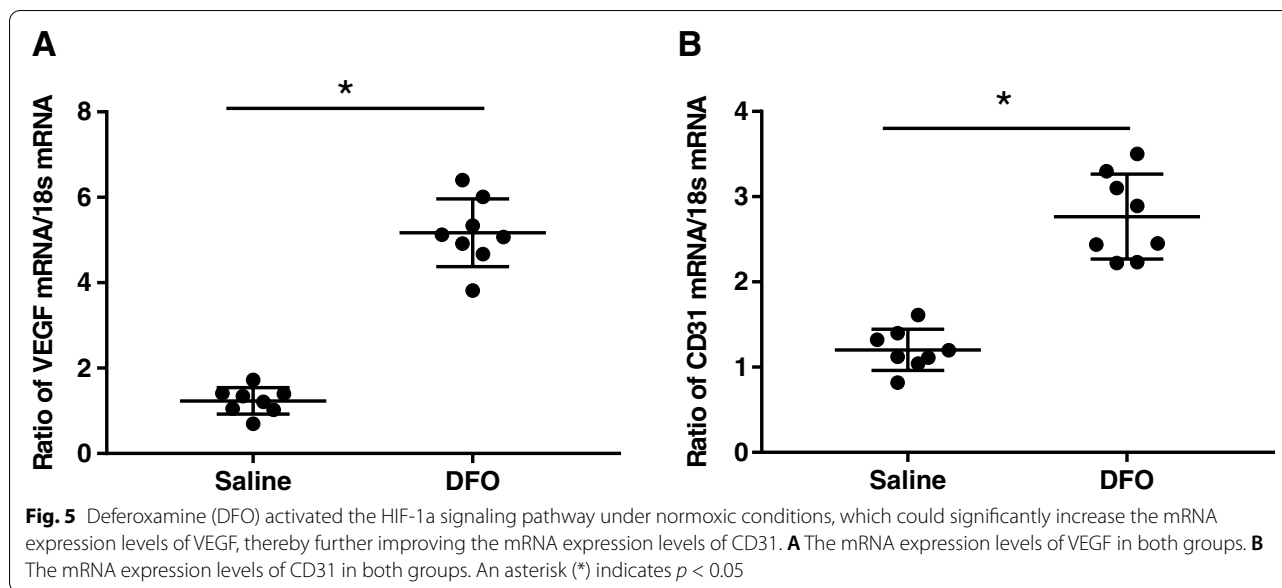 A
*
Ratio of VEGF mRNA/18s mRNA
8
6
4
2
0
Saline DFO
B
*
Ratio of CD31 mRNA/18s mRNA
4
3
2
1
0
Saline DFO
Fig. 5 Deferoxamine (DFO) activated the HIF-1a signaling pathway under normoxic conditions, which could significantly increase the mRNA
expression levels of VEGF, thereby further improving the mRNA expression levels of CD31. A The mRNA expression levels of VEGF in both groups. B
The mRNA expression levels of CD31 in both groups. An asterisk (*) indicates p < 0.05